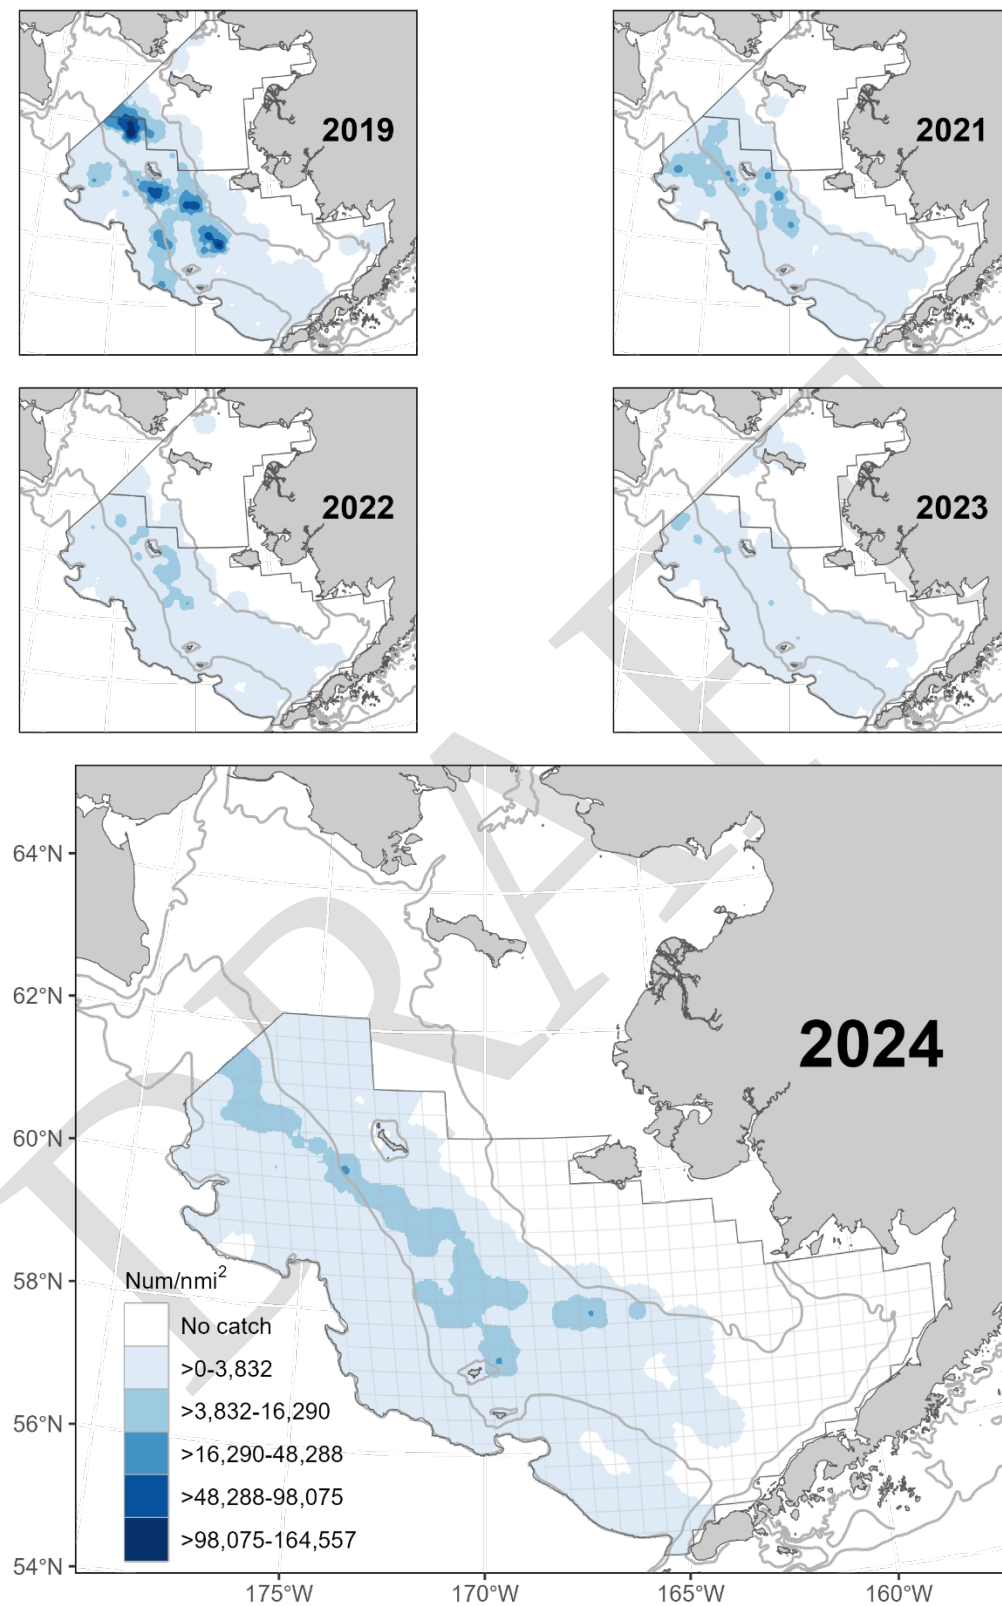 2019
2021
2022
2023
2024
DRAFT
64°N
62°N
60°N
58°N
56°N
54°N
Num/nmi²
No catch
>0-3,832
>3,832-16,290
>16,290-48,288
>48,288-98,075
>98,075-164,557
175°W
170°W
165°W
160°W